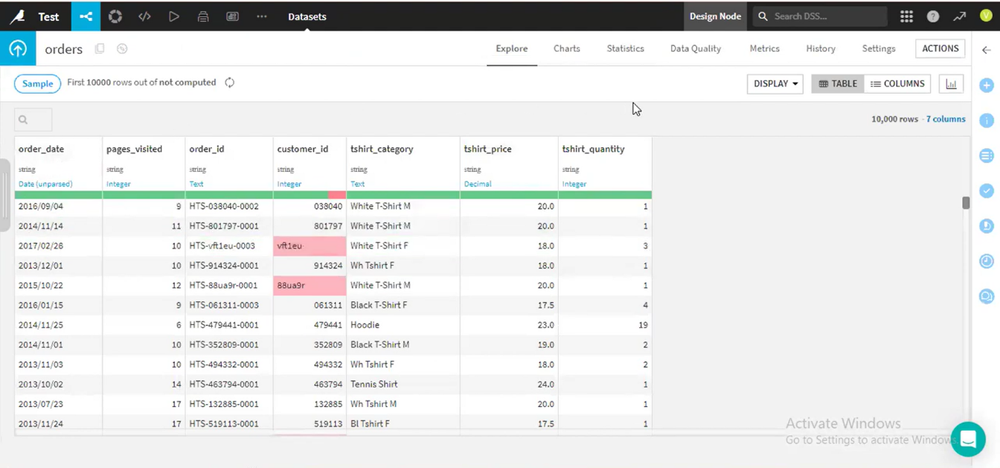 Test Datasets Design Node Search DSS... V
orders Explore Charts Statistics Data Quality Metrics History Settings ACTIONS
Sample First 10000 rows out of not computed DISPLAY TABLE COLUMNS
10,000 rows · 7 columns
order_date pages_visited order_id customer_id tshirt_category tshirt_price tshirt_quantity
string string string string string string string
Date (unparsed) Integer Text Integer Text Decimal Integer
2016/09/04 9 HTS-038040-0002 038040 White T-Shirt M 20.0 1
2014/11/14 11 HTS-801797-0001 801797 White T-Shirt M 20.0 1
2017/02/26 10 HTS-vft1eu-0003 vft1eu White T-Shirt F 18.0 3
2013/12/01 10 HTS-914324-0001 914324 Wh Tshirt F 18.0 1
2015/10/22 12 HTS-88ua9r-0001 88ua9r White T-Shirt M 20.0 1
2016/01/15 9 HTS-061311-0003 061311 Black T-Shirt F 17.5 4
2014/11/25 6 HTS-479441-0001 479441 Hoodie 23.0 19
2014/11/01 10 HTS-352809-0001 352809 Black T-Shirt M 19.0 2
2013/11/03 10 HTS-494332-0001 494332 Wh Tshirt F 18.0 2
2013/10/02 14 HTS-463794-0001 463794 Tennis Shirt 24.0 1
2013/07/23 17 HTS-132885-0001 132885 Wh Tshirt M 20.0 1
2013/11/24 17 HTS-519113-0001 519113 Bl Tshirt F 17.5 1
Activate Windows
Go to Settings to activate Windows